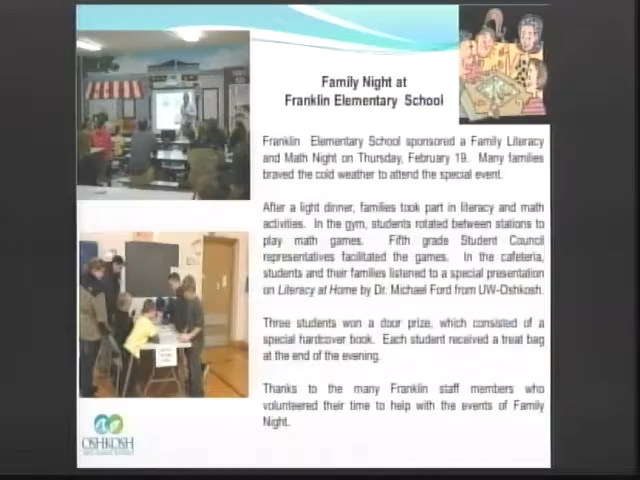 Family Night at
Franklin Elementary School
Franklin Elementary School sponsored a Family Literacy
and Math Night on Thursday, February 19. Many families
braved the cold weather to attend the special event.
After a light dinner, families took part in literacy and math
activities. In the gym, students rotated between stations to
play math games. Fifth grade Student Council
representatives facilitated the games. In the cafeteria,
students and their families listened to a special presentation
on Literacy at Home by Dr. Michael Ford from UW-Oshkosh.
Three students won a door prize, which consisted of a
special hardcover book. Each student received a treat bag
at the end of the evening.
Thanks to the many Franklin staff members who
volunteered their time to help with the events of Family
Night.
OSHKOSH